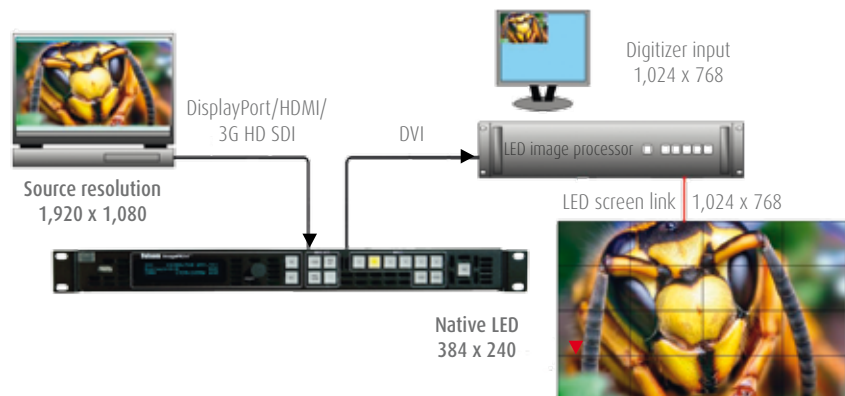 Digitizer input
1,024 x 768
DisplayPort/HDMI/
3G HD SDI
DVI
LED image processor
Source resolution
1,920 x 1,080
LED screen link 1,024 x 768
Native LED
384 x 240